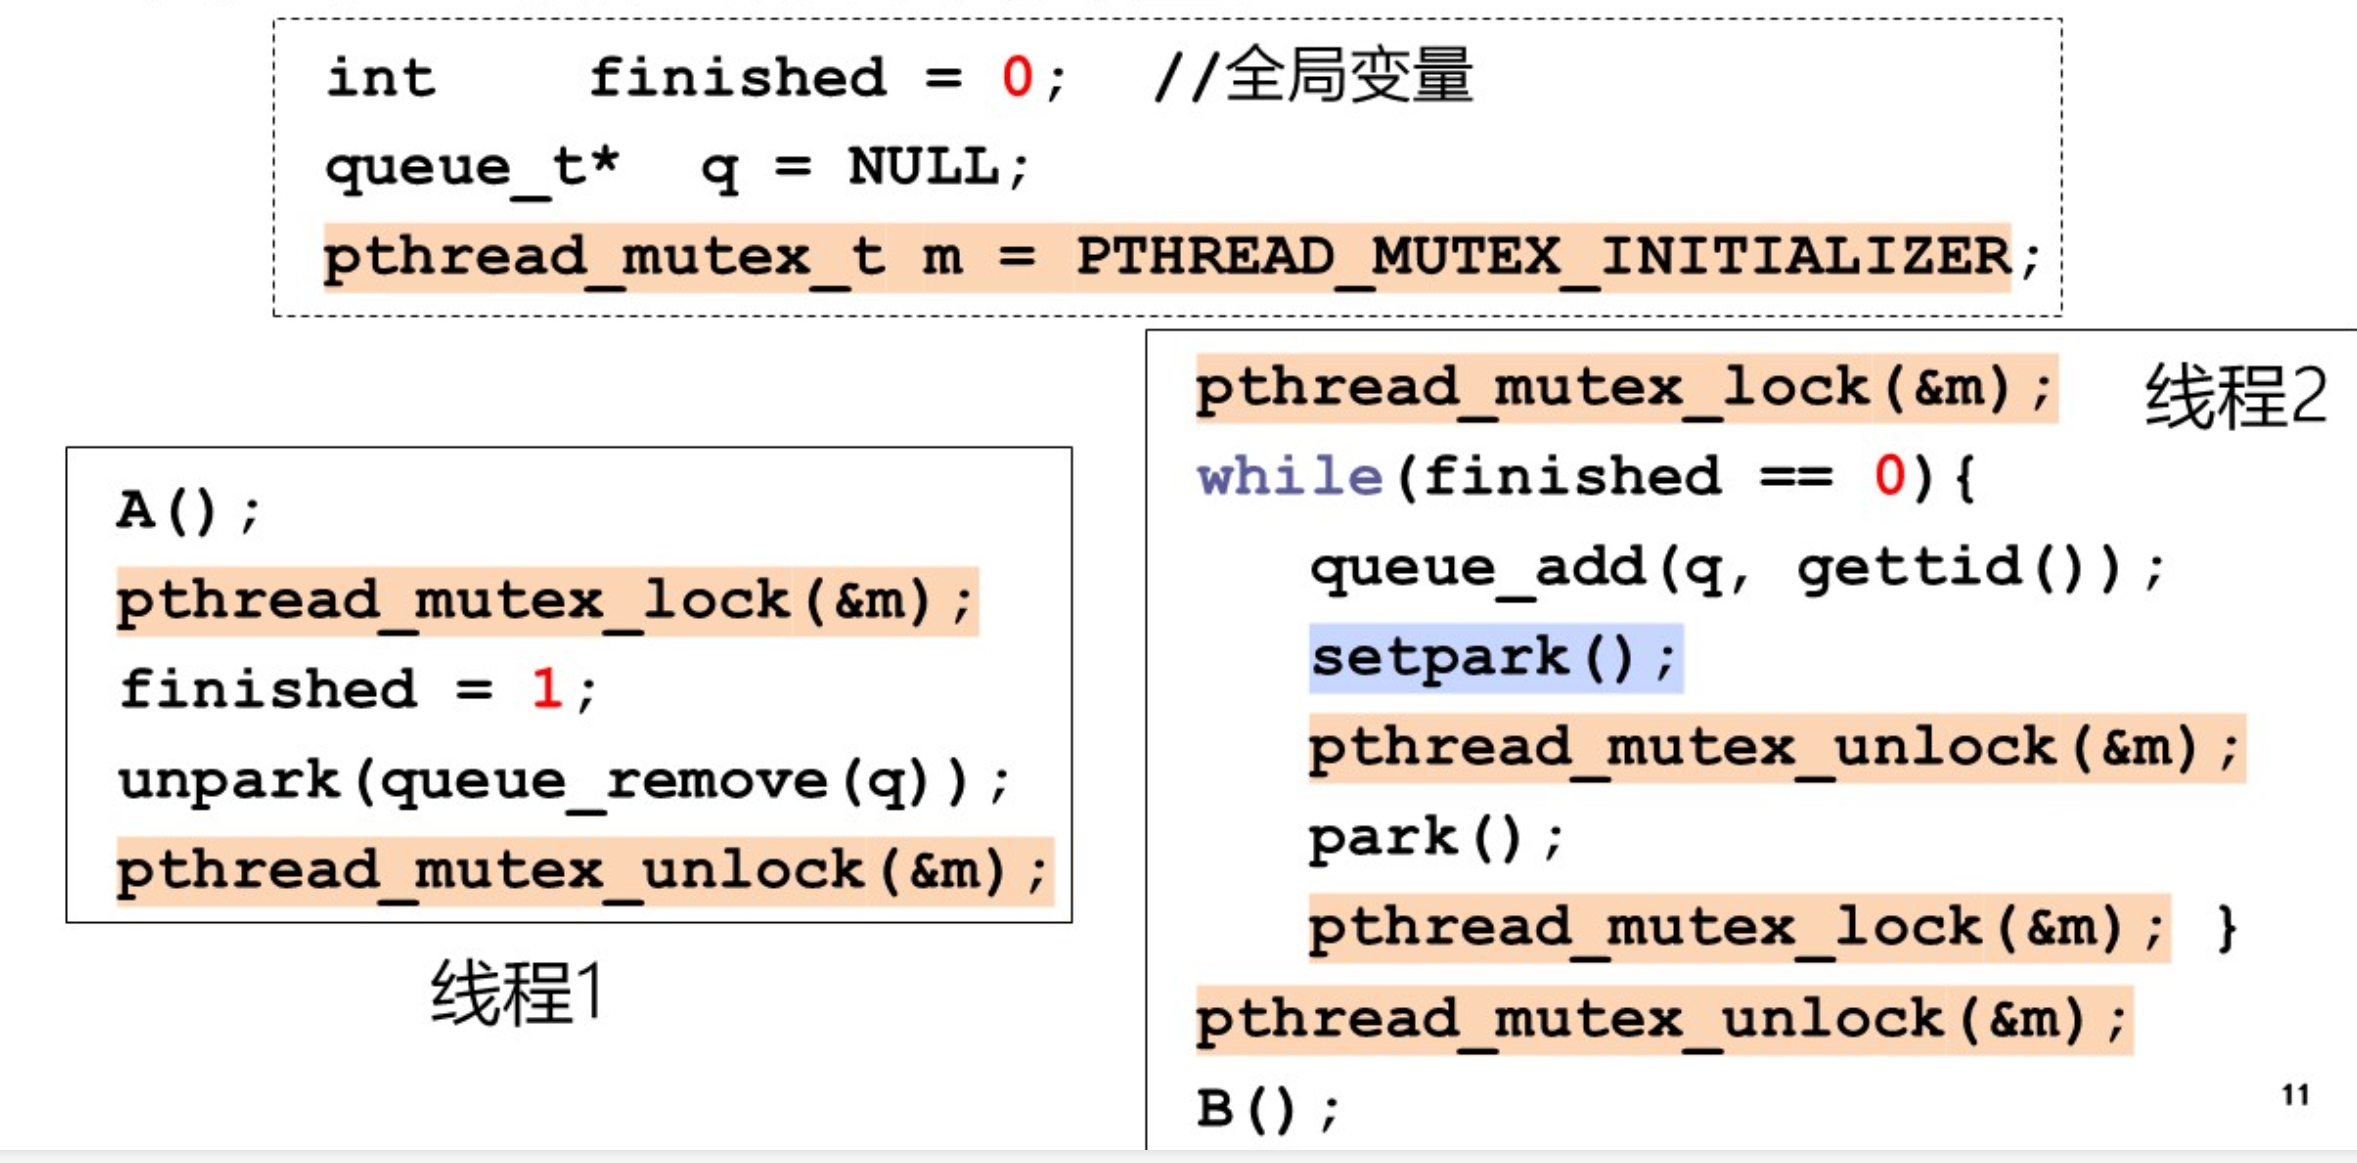 int    finished = 0;  //全局变量
queue_t*  q = NULL;
pthread_mutex_t m = PTHREAD_MUTEX_INITIALIZER;
A();
pthread_mutex_lock(&m);
finished = 1;
unpark(queue_remove(q));
pthread_mutex_unlock(&m);
线程1
pthread_mutex_lock(&m);
线程2
while(finished == 0){
queue_add(q, gettid());
setpark();
pthread_mutex_unlock(&m);
park();
pthread_mutex_lock(&m); }
pthread_mutex_unlock(&m);
B();
11